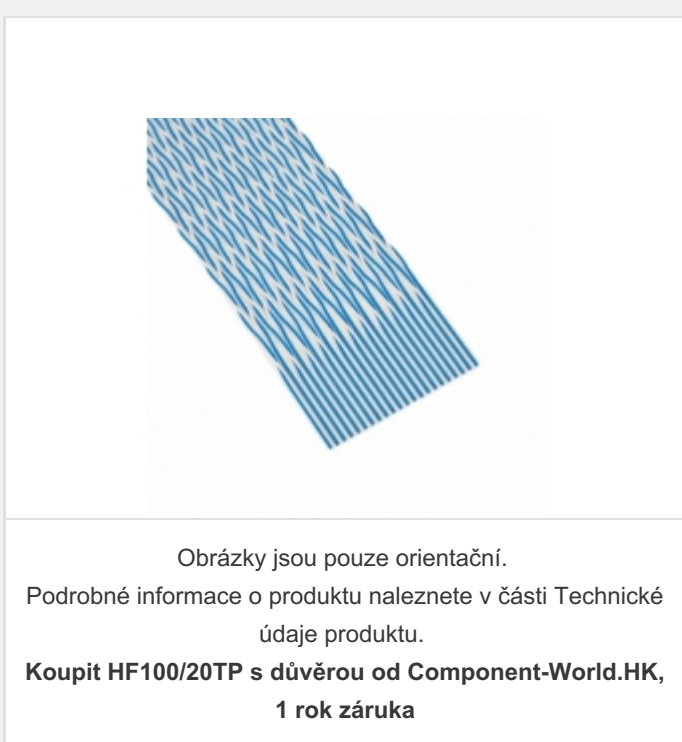 Obrázky jsou pouze orientační.
Podrobné informace o produktu naleznete v části Technické
údaje produktu.
Koupit HF100/20TP s důvěrou od Component-World.HK,
1 rok záruka